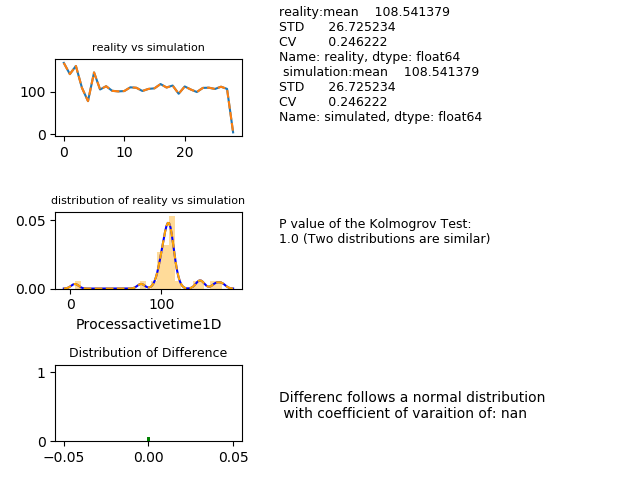 reality vs simulation
100
0
0
10
20
reality:mean 108.541379
STD 26.725234
CV 0.246222
Name: reality, dtype: float64
simulation:mean 108.541379
STD 26.725234
CV 0.246222
Name: simulated, dtype: float64
distribution of reality vs simulation
0.05
0.00
0
100
Processactivetime1D
P value of the Kolmogrov Test:
1.0 (Two distributions are similar)
Distribution of Difference
1
0
−0.05
0.00
0.05
Differenc follows a normal distribution
with coefficient of varaition of: nan